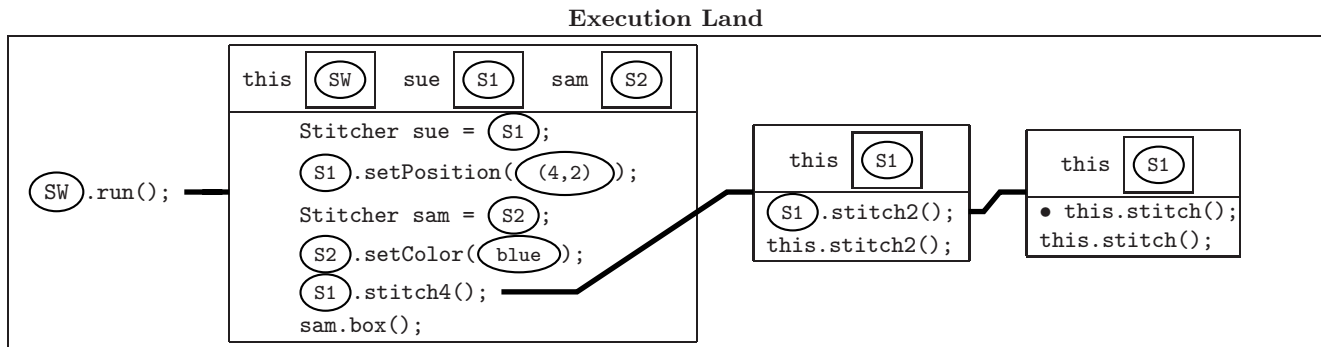 Execution Land
this SW sue S1 sam S2
Stitcher sue = S1;
S1.setPosition((4,2));
SW.run();
Stitcher sam = S2;
S2.setColor(blue);
S1.stitch4();
sam.box();
this S1
S1.stitch2();
this.stitch2();
this S1
• this.stitch();
this.stitch();